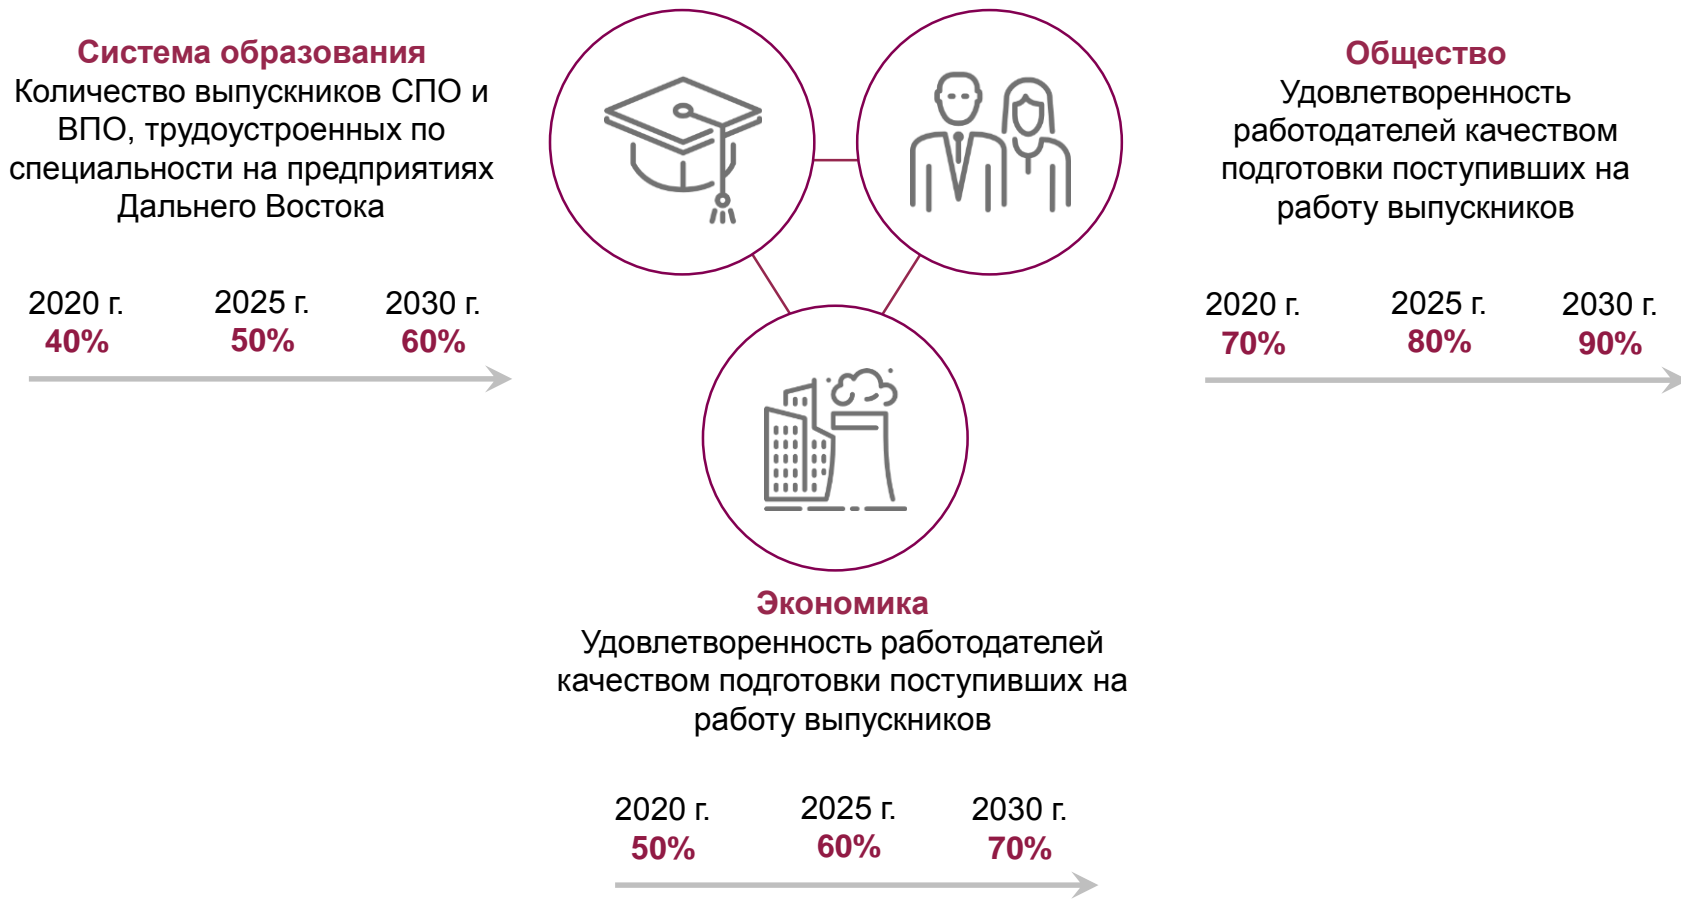 Система образования
Количество выпускников СПО и
ВПО, трудоустроенных по
специальности на предприятиях
Дальнего Востока
2020 г. 2025 г. 2030 г.
40% 50% 60%
Общество
Удовлетворенность
работодателей качеством
подготовки поступивших на
работу выпускников
2020 г. 2025 г. 2030 г.
70% 80% 90%
Экономика
Удовлетворенность работодателей
качеством подготовки поступивших на
работу выпускников
2020 г. 2025 г. 2030 г.
50% 60% 70%